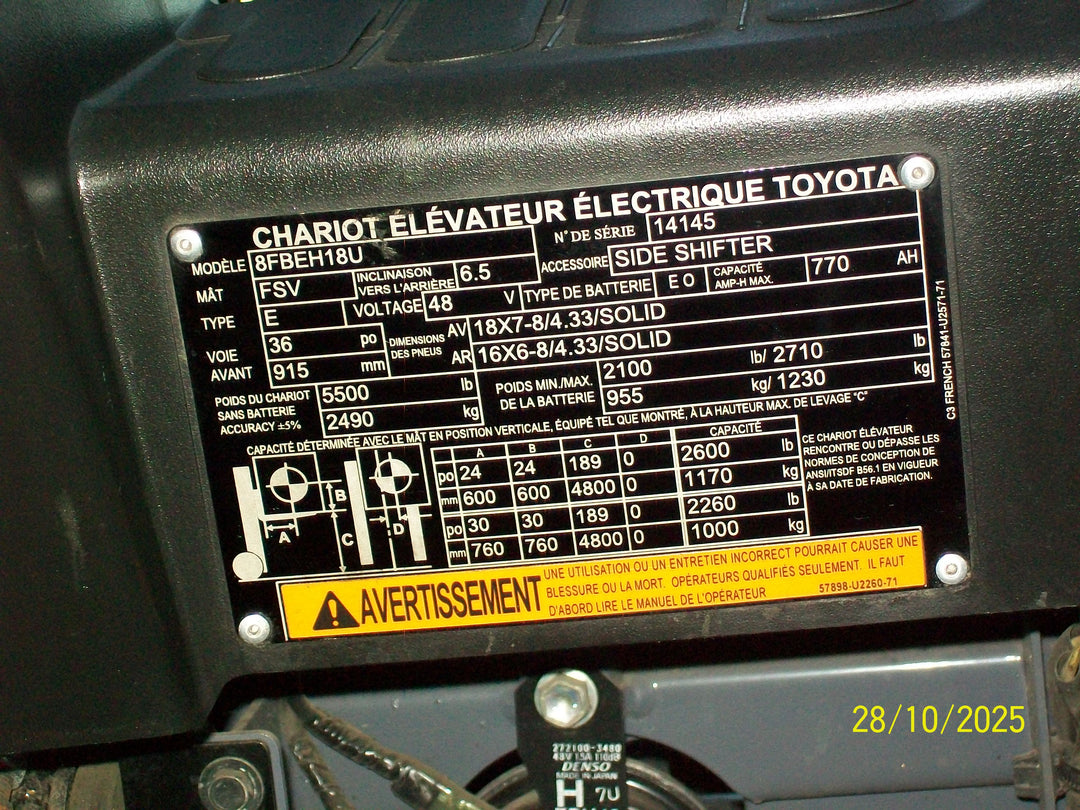 CHARIOT ÉLÉVATEUR ÉLECTRIQUE TOYOTA
MODÈLE 8FBEH18U N° DE SÉRIE 14145
MÂT FSV INCLINAISON VERS L'ARRIÈRE 6.5 ACCESSOIRE SIDE SHIFTER
TYPE E VOLTAGE 48 V TYPE DE BATTERIE E O CAPACITÉ AMP-H MAX. 770 AH
VOIE AVANT 36 po DIMENSIONS DES PNEUS AV 18X7-8/4.33/SOLID
915 mm AR 16X6-8/4.33/SOLID
POIDS DU CHARIOT SANS BATTERIE ACCURACY ±5% 5500 lb POIDS MIN./MAX. DE LA BATTERIE 2100 lb/ 2710 lb
2490 kg 955 kg/ 1230 kg
CAPACITÉ DÉTERMINÉE AVEC LE MÂT EN POSITION VERTICALE, ÉQUIPÉ TEL QUE MONTRÉ, À LA HAUTEUR MAX. DE LEVAGE "C"
A B C D CAPACITÉ
po 24 24 189 0 2600 lb
mm 600 600 4800 0 1170 kg
po 30 30 189 0 2260 lb
mm 760 760 4800 0 1000 kg
A B C D
CE CHARIOT ÉLÉVATEUR
RENCONTRE OU DÉPASSE LES
NORMES DE CONCEPTION DE
ANSI/ITSDF B56.1 EN VIGUEUR
À SA DATE DE FABRICATION.
C3 FRENCH 57841-U2571-71
AVERTISSEMENT
UNE UTILISATION OU UN ENTRETIEN INCORRECT POURRAIT CAUSER UNE
BLESSURE OU LA MORT. OPÉRATEURS QUALIFIÉS SEULEMENT. IL FAUT
D'ABORD LIRE LE MANUEL DE L'OPÉRATEUR 57898-U2260-71
28/10/2025
272100-3480
48V 1.5A 110dB
DENSO
MADE IN JAPAN
H 7U